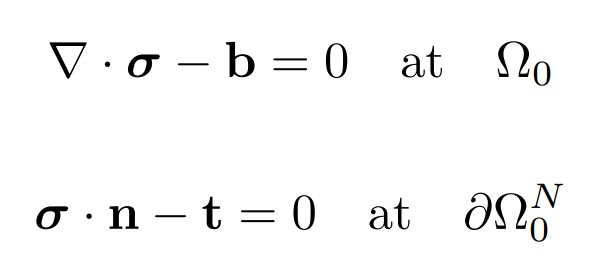 ∇ · σ − b = 0 at Ω₀
σ · n − t = 0 at ∂Ω₀ᴺ